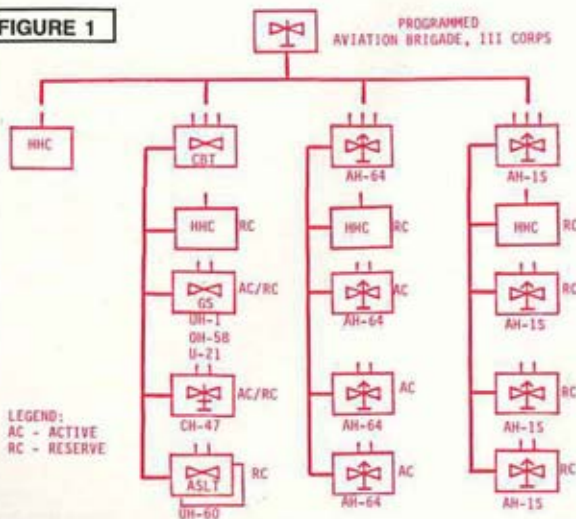 FIGURE 1
PROGRAMMED
AVIATION BRIGADE, III CORPS
HHC
CBT
AH-64
AH-1S
HHC RC
HHC RC
HHC RC
GS AC/RC
UH-1
OH-58
U-21
AH-64 AC
AH-1S RC
CH-47 AC/RC
AH-64 AC
AH-1S RC
ASLT RC
UH-60
AH-64 AC
AH-1S RC
LEGEND:
AC - ACTIVE
RC - RESERVE